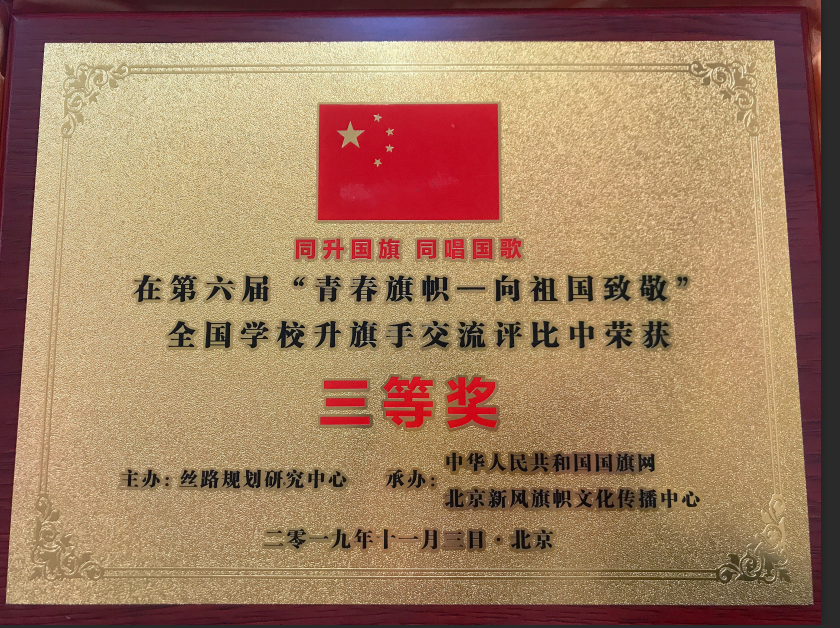 同升国旗 同唱国歌
在第六届“青春旗帜—向祖国致敬”
全国学校升旗手交流评比中荣获
三等奖
主办：丝路规划研究中心 承办：中华人民共和国国旗网
北京新风旗帜文化传播中心
二零一九年十一月三日·北京